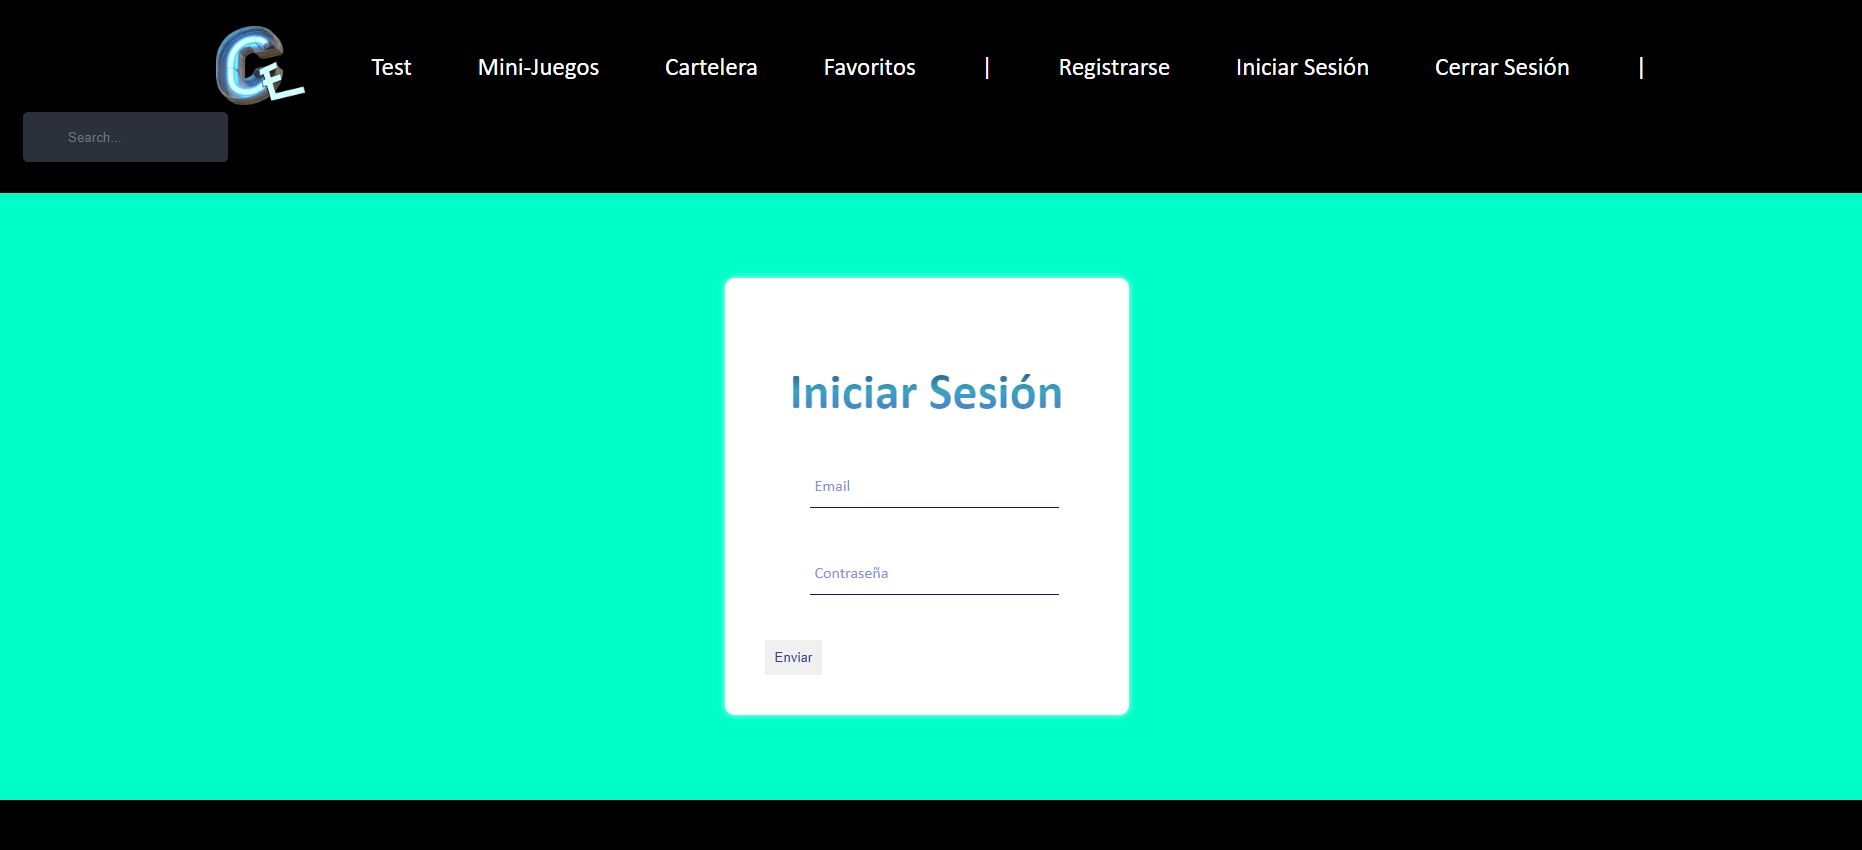 CE
Test Mini-Juegos Cartelera Favoritos | Registrarse Iniciar Sesión Cerrar Sesión |
Search...
Iniciar Sesión
Email
Contraseña
Enviar